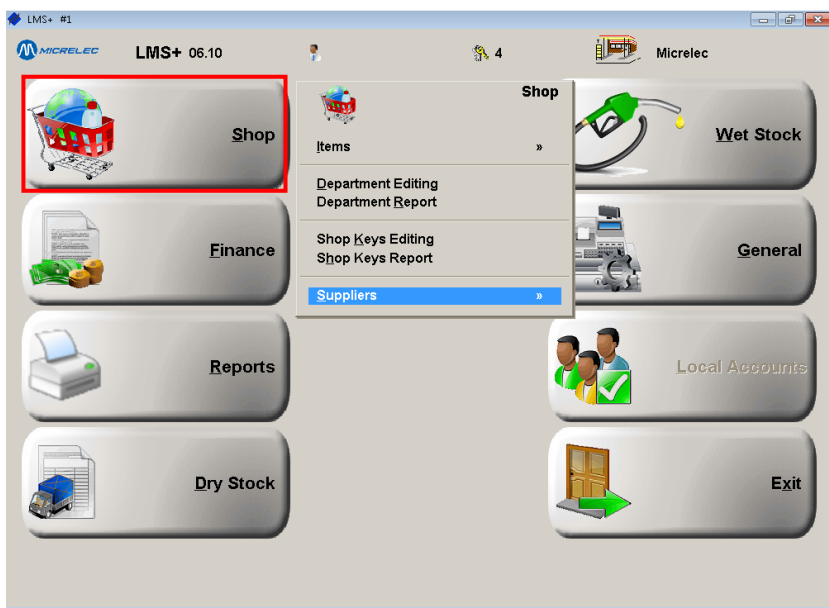 LMS+ #1
MICRELEC
LMS+ 06.10
4
Micrelec
Shop
Shop
Items »
Department Editing
Department Report
Shop Keys Editing
Shop Keys Report
Suppliers »
Wet Stock
Finance
General
Reports
Local Accounts
Dry Stock
Exit